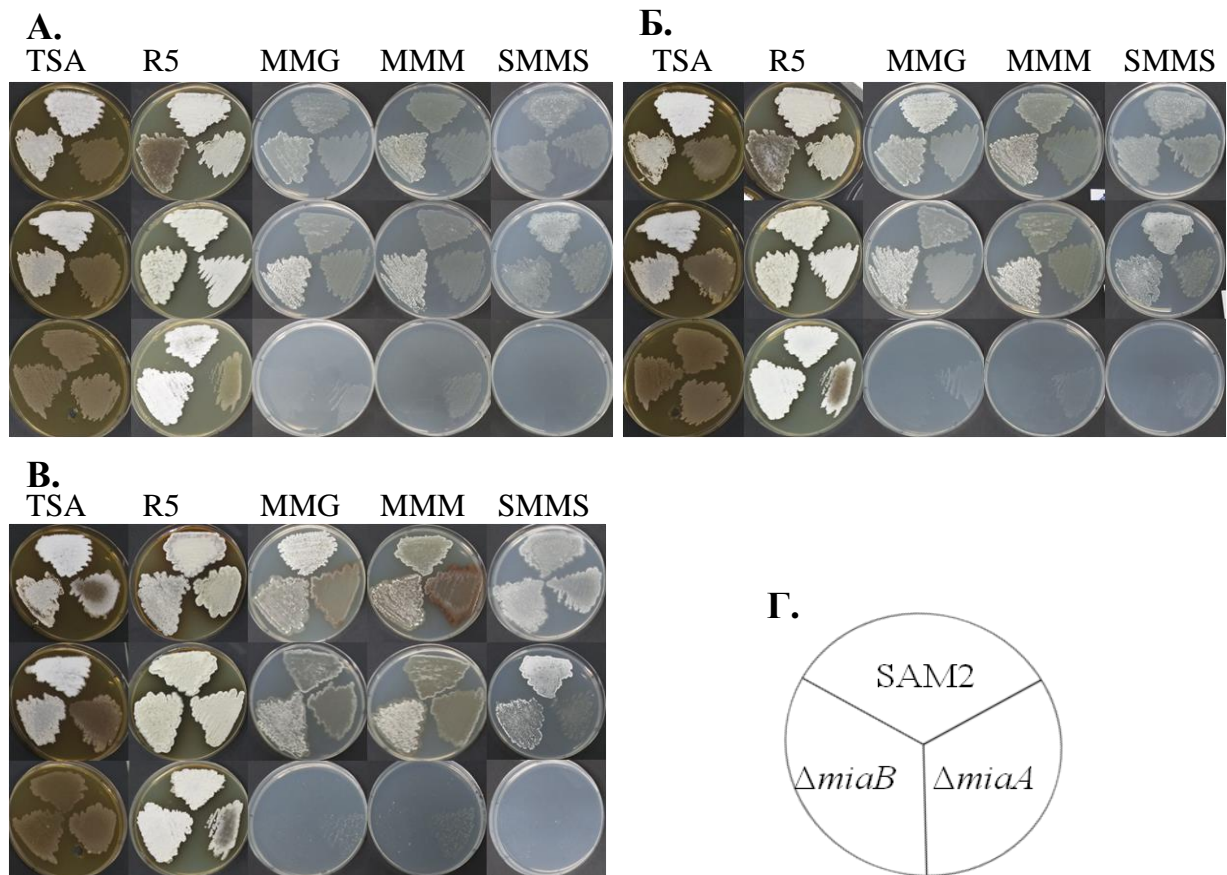 А.
TSA R5 MMG MMM SMMS
Б.
TSA R5 MMG MMM SMMS
В.
TSA R5 MMG MMM SMMS
Г.
SAM2
ΔmiaB ΔmiaA